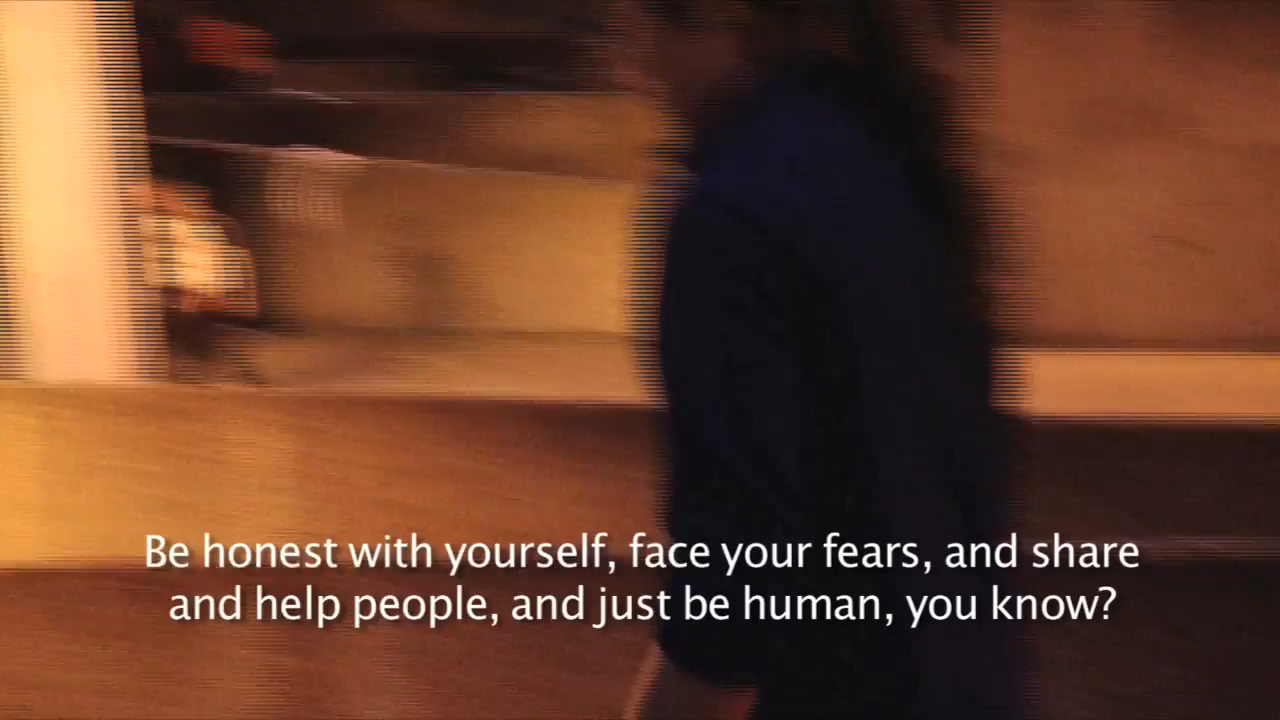 Be honest with yourself, face your fears, and share
and help people, and just be human, you know?